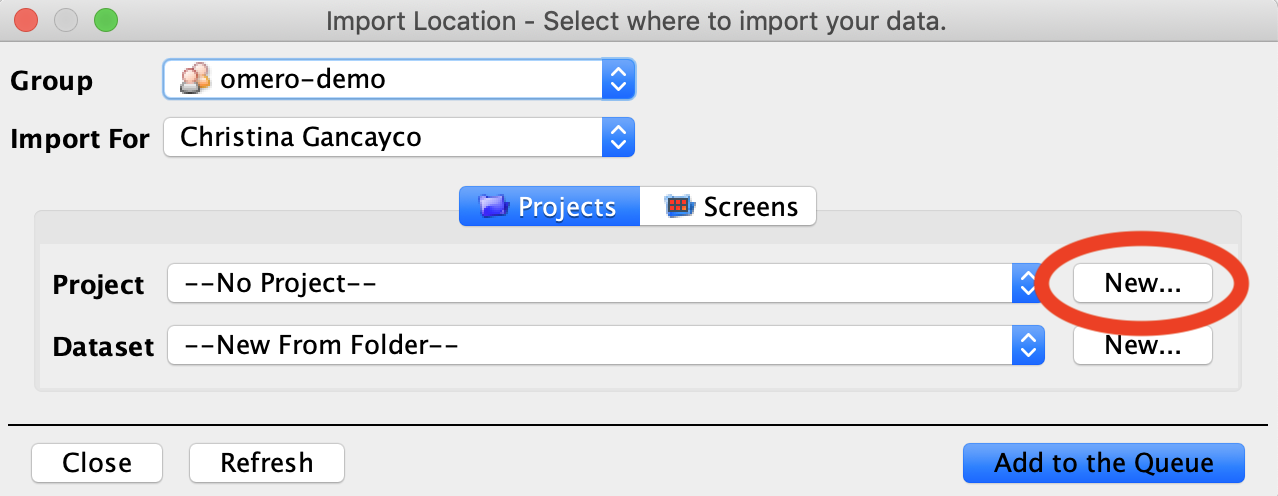 Import Location - Select where to import your data.
Group omero-demo
Import For Christina Gancayco
Projects Screens
Project --No Project-- New...
Dataset --New From Folder-- New...
Close Refresh Add to the Queue